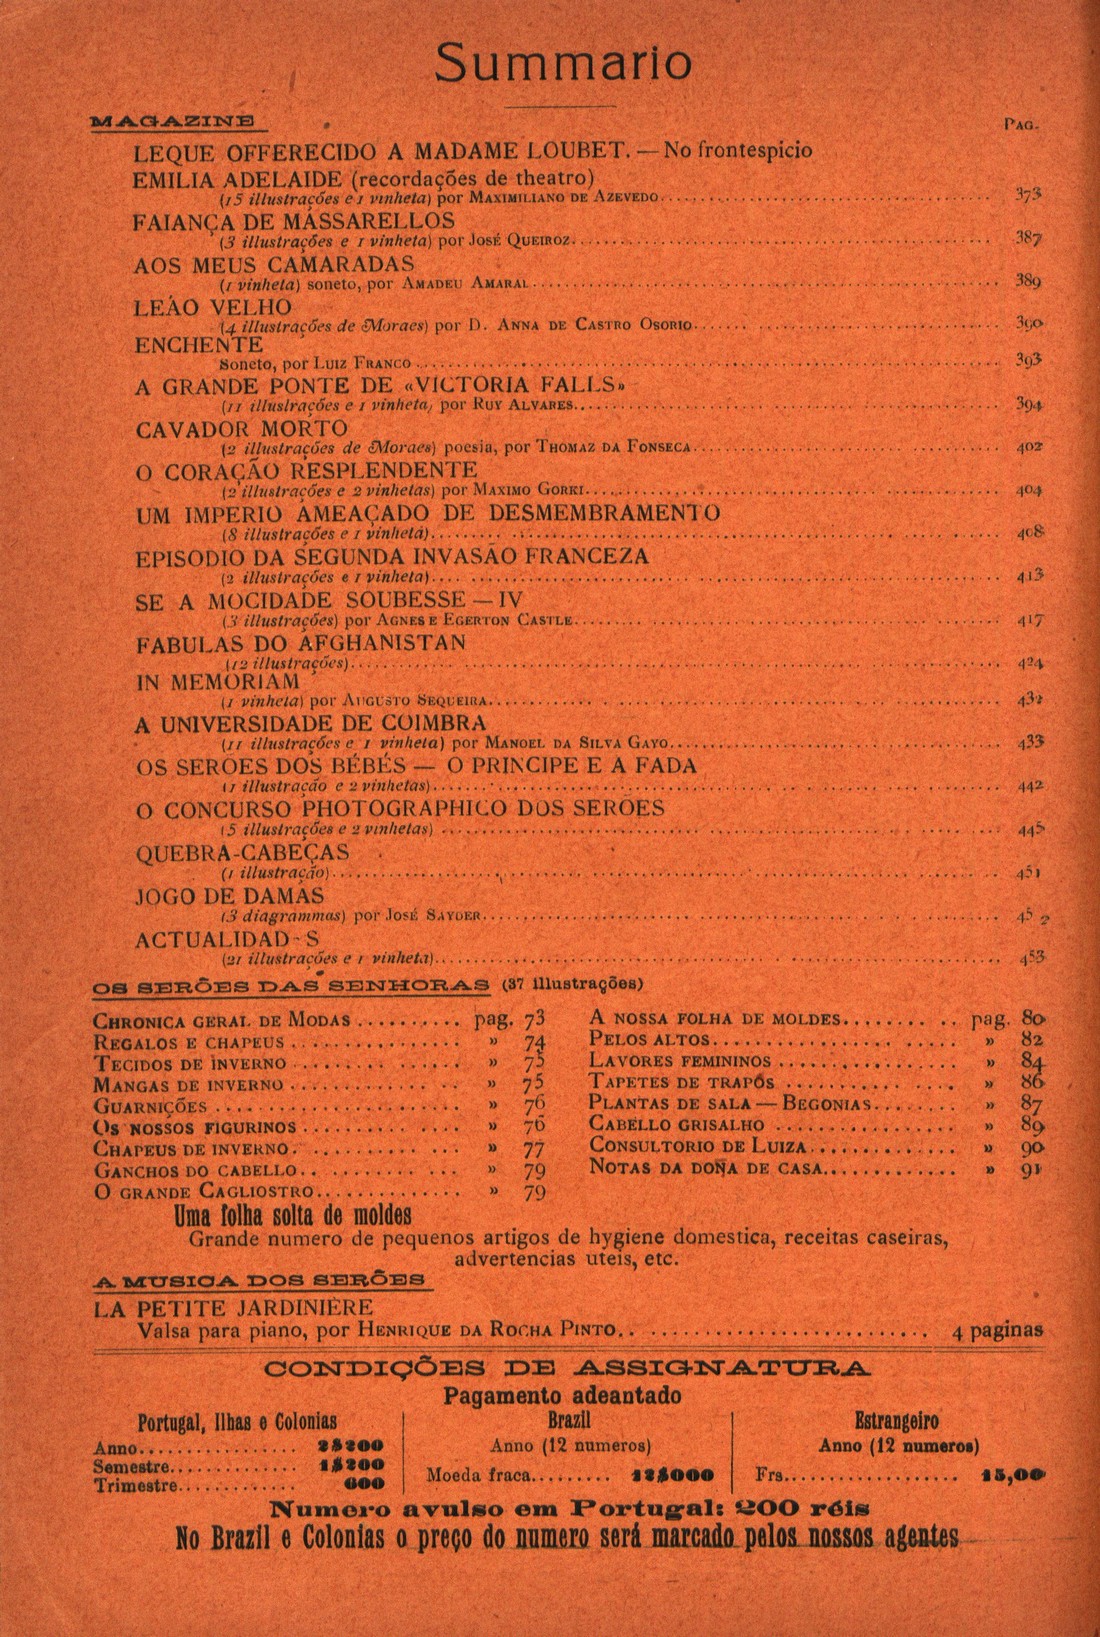 Summario
MAGAZINE
PAG.
LEQUE OFFERECIDO A MADAME LOUBET. — No frontespicio
EMILIA ADELAIDE (recordações de theatro)
(15 illustrações e 1 vinheta) por MAXIMILIANO DE AZEVEDO 373
FAIANÇA DE MASSARELLOS
(3 illustrações e 1 vinheta) por JOSÉ QUEIROZ 387
AOS MEUS CAMARADAS
(1 vinheta) soneto, por AMADEU AMARAL 389
LEÃO VELHO
(4 illustrações de Moraes) por D. ANNA DE CASTRO OSORIO 390
ENCHENTE
Soneto, por LUIZ FRANCO 393
A GRANDE PONTE DE «VICTORIA FALLS»
(11 illustrações e 1 vinheta) por RUY ALVARES 394
CAVADOR MORTO
(2 illustrações de Moraes) poesia, por THOMAZ DA FONSECA 402
O CORAÇÃO RESPLENDENTE
(2 illustrações e 2 vinhetas) por MAXIMO GORKI 404
UM IMPERIO AMEAÇADO DE DESMEMBRAMENTO
(8 illustrações e 1 vinheta) 408
EPISODIO DA SEGUNDA INVASÃO FRANCEZA
(2 illustrações e 1 vinheta) 413
SE A MOCIDADE SOUBESSE — IV
(3 illustrações) por AGNES E EGERTON CASTLE 417
FABULAS DO AFGHANISTAN
(12 illustrações) 424
IN MEMORIAM
(1 vinheta) por AUGUSTO SEQUEIRA 432
A UNIVERSIDADE DE COIMBRA
(11 illustrações e 1 vinheta) por MANOEL DA SILVA GAYO 433
OS SERÕES DOS BÉBÉS — O PRINCIPE E A FADA
(1 illustração e 2 vinhetas) 442
O CONCURSO PHOTOGRAPHICO DOS SERÕES
(5 illustrações e 2 vinhetas) 445
QUEBRA-CABEÇAS
(1 illustração) 451
JOGO DE DAMAS
(3 diagrammas) por JOSÉ SAYDER 452
ACTUALIDAD-S
(21 illustrações e 1 vinheta) 453
OS SERÕES DAS SENHORAS (37 illustrações)
CHRONICA GERAL DE MODAS pag. 73
REGALOS E CHAPEUS » 74
TECIDOS DE INVERNO » 75
MANGAS DE INVERNO » 75
GUARNIÇÕES » 76
OS NOSSOS FIGURINOS » 76
CHAPEUS DE INVERNO » 77
GANCHOS DO CABELLO » 79
O GRANDE CAGLIOSTRO » 79
A NOSSA FOLHA DE MOLDES pag. 80
PELOS ALTOS » 82
LAVORES FEMININOS » 84
TAPETES DE TRAPOS » 86
PLANTAS DE SALA — BEGONIAS » 87
CABELLO GRISALHO » 89
CONSULTORIO DE LUIZA » 90
NOTAS DA DONA DE CASA » 91
Uma folha solta de moldes
Grande numero de pequenos artigos de hygiene domestica, receitas caseiras,
advertencias uteis, etc.
A MUSICA DOS SERÕES
LA PETITE JARDINIÈRE
Valsa para piano, por HENRIQUE DA ROCHA PINTO 4 paginas
CONDIÇÕES DE ASSIGNATURA
Pagamento adeantado
Portugal, Ilhas e Colonias
Anno 2$200
Semestre 1$200
Trimestre 600
Brazil
Anno (12 numeros)
Moeda fraca 12$000
Estrangeiro
Anno (12 numeros)
Frs. 15,00
Numero avulso em Portugal: 200 réis
No Brazil e Colonias o preço do numero será marcado pelos nossos agentes